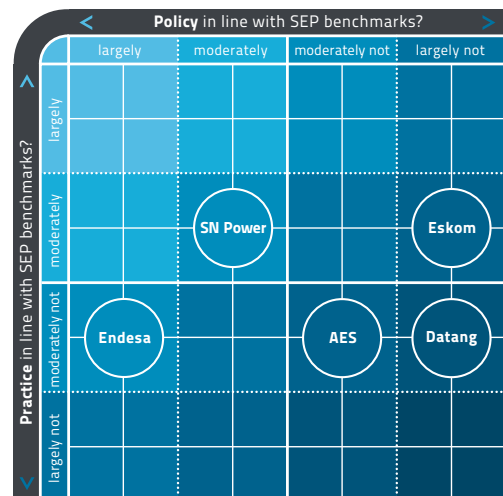 Policy in line with SEP benchmarks?
largely
moderately
moderately not
largely not
Practice in line with SEP benchmarks?
largely
moderately
moderately not
largely not
SN Power
Eskom
Endesa
AES
Datang